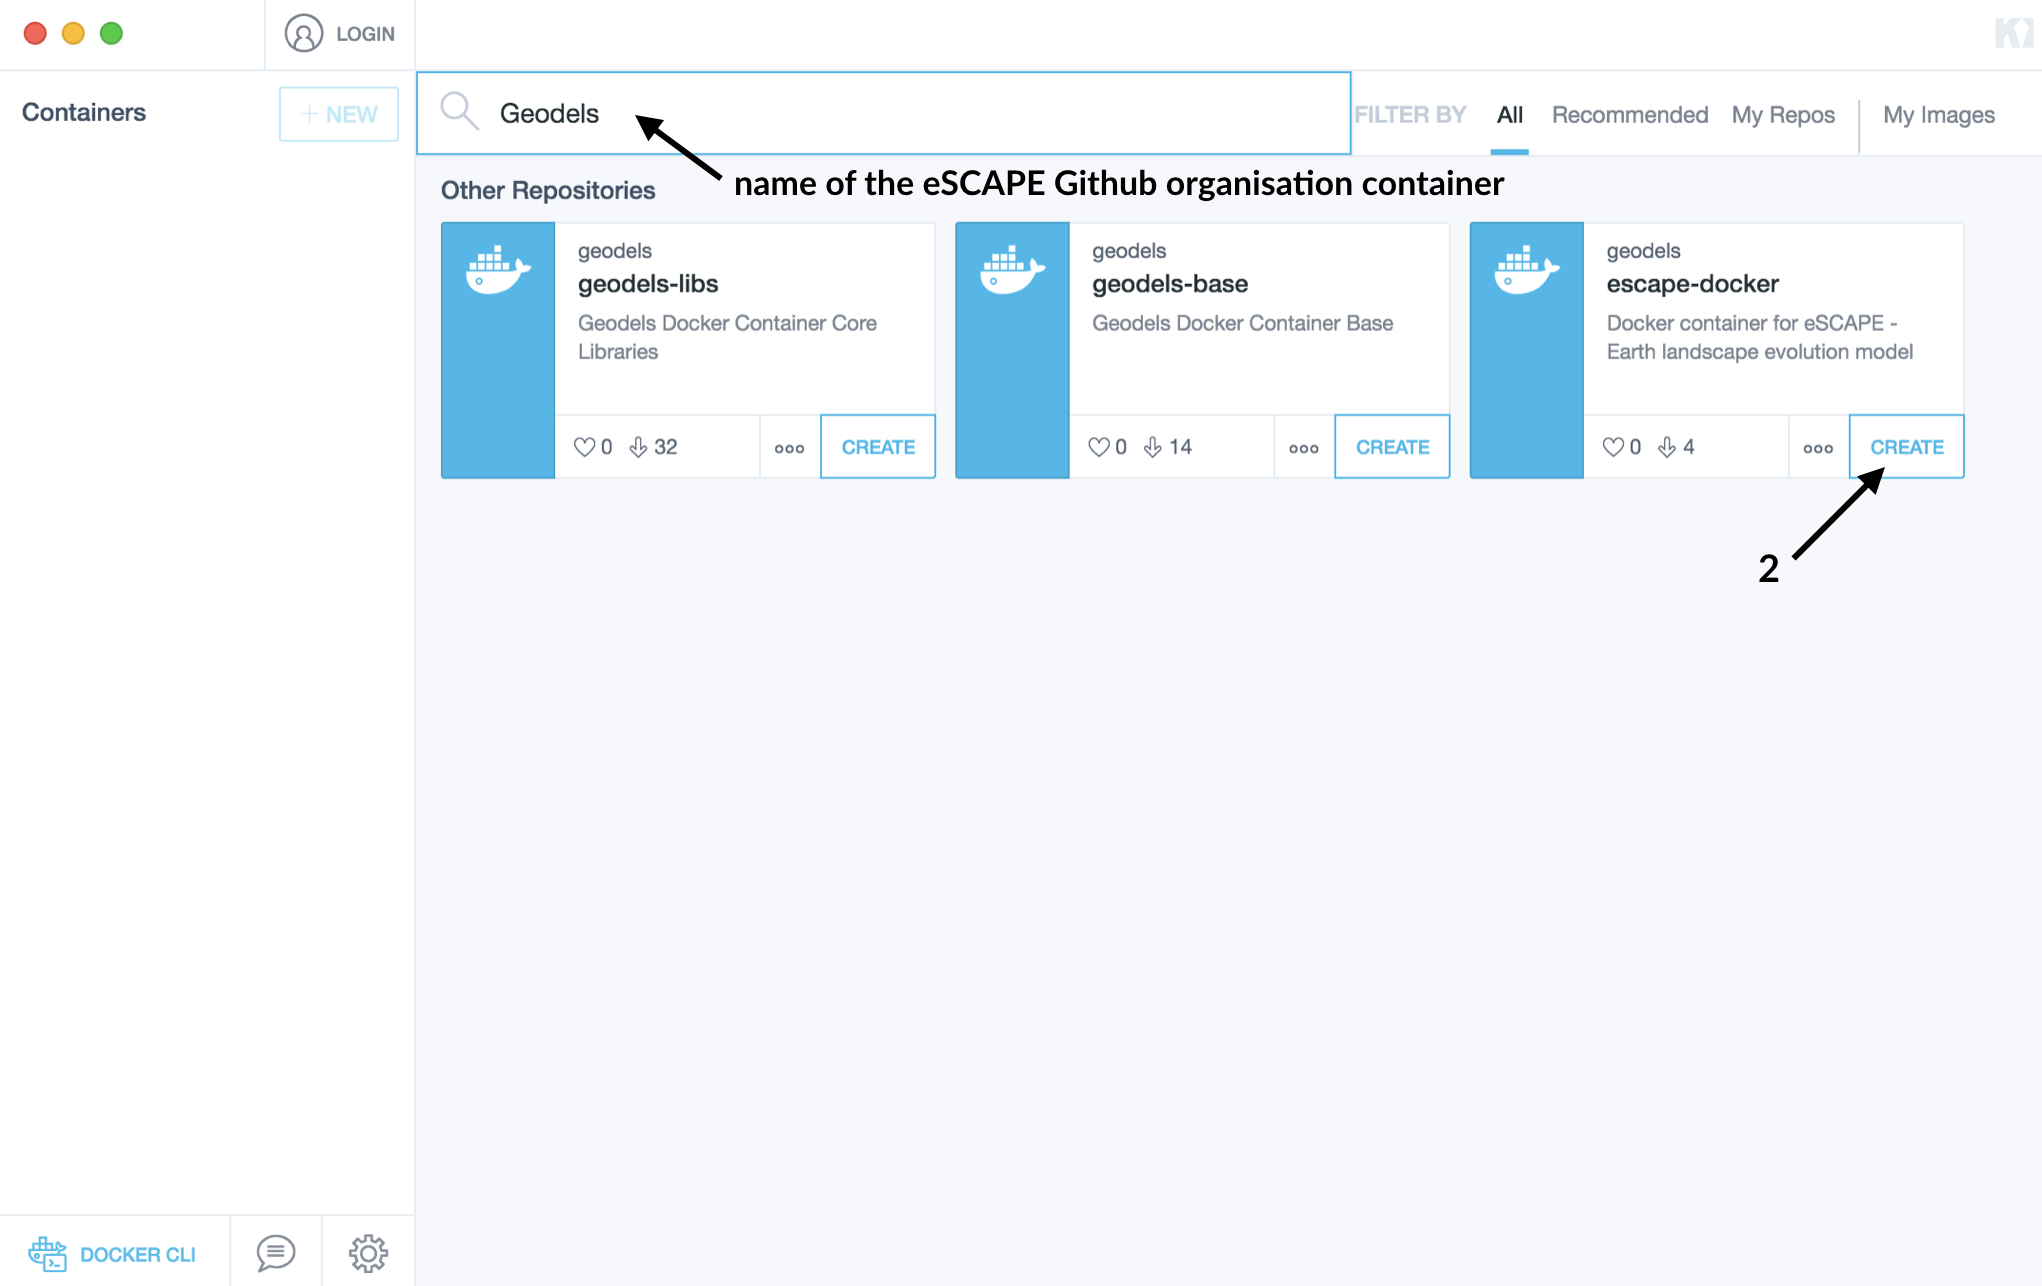 LOGIN
Containers
+ NEW
Geodels
FILTER BY All Recommended My Repos My Images
name of the eSCAPE Github organisation container
Other Repositories
geodels
geodels-libs
Geodels Docker Container Core
Libraries
0 32 CREATE
geodels
geodels-base
Geodels Docker Container Base
0 14 CREATE
geodels
escape-docker
Docker container for eSCAPE -
Earth landscape evolution model
0 4 CREATE
2
DOCKER CLI